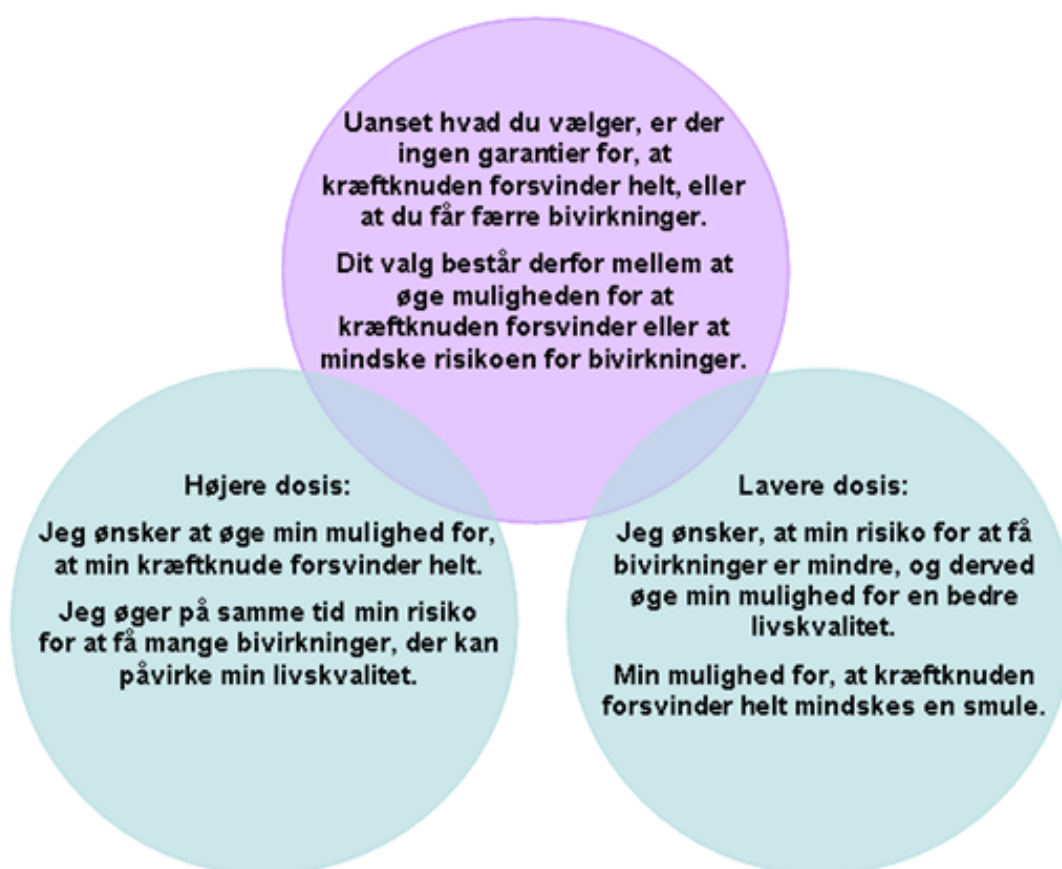 Uanset hvad du vælger, er der
ingen garantier for, at
kræftknuden forsvinder helt, eller
at du får færre bivirkninger.
Dit valg består derfor mellem at
øge muligheden for at
kræftknuden forsvinder eller at
mindske risikoen for bivirkninger.
Højere dosis:
Jeg ønsker at øge min mulighed for,
at min kræftknude forsvinder helt.
Jeg øger på samme tid min risiko
for at få mange bivirkninger, der kan
påvirke min livskvalitet.
Lavere dosis:
Jeg ønsker, at min risiko for at få
bivirkninger er mindre, og derved
øge min mulighed for en bedre
livskvalitet.
Min mulighed for, at kræftknuden
forsvinder helt mindskes en smule.